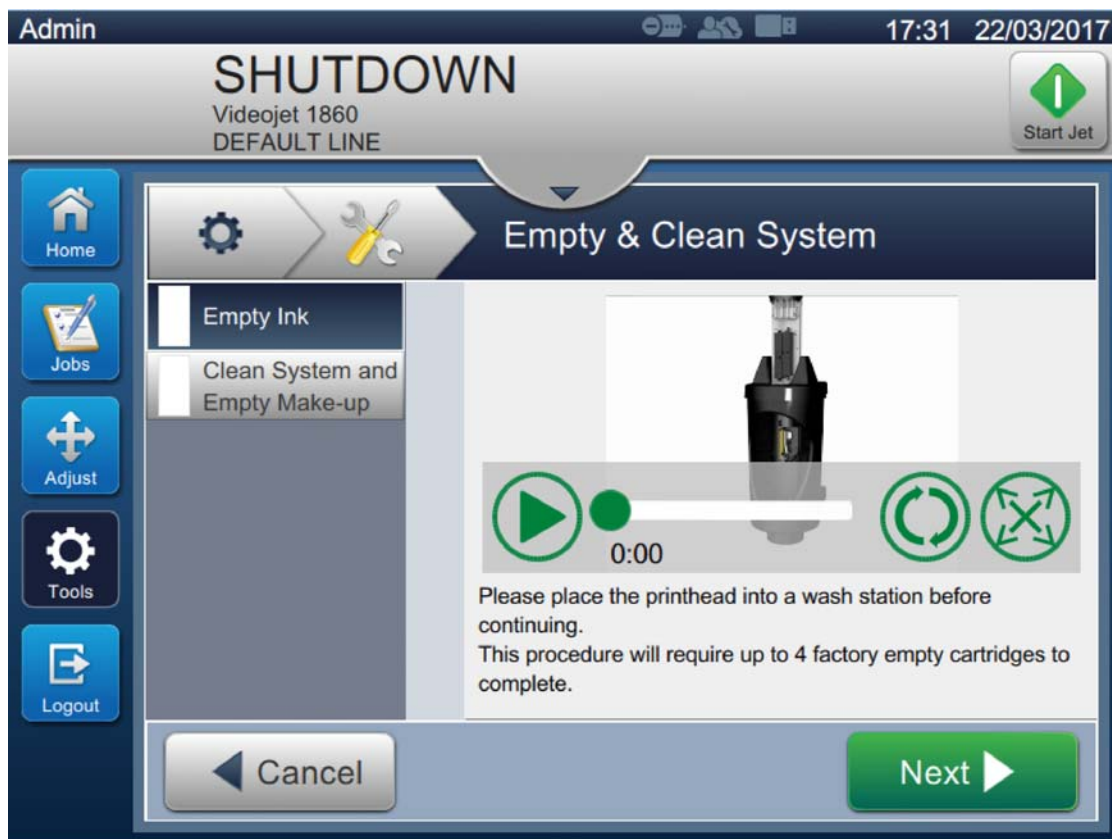 Admin
17:31 22/03/2017
SHUTDOWN
Videojet 1860
DEFAULT LINE
Start Jet
Home
Jobs
Adjust
Tools
Logout
Empty & Clean System
Empty Ink
Clean System and
Empty Make-up
0:00
Please place the printhead into a wash station before
continuing.
This procedure will require up to 4 factory empty cartridges to
complete.
Cancel
Next